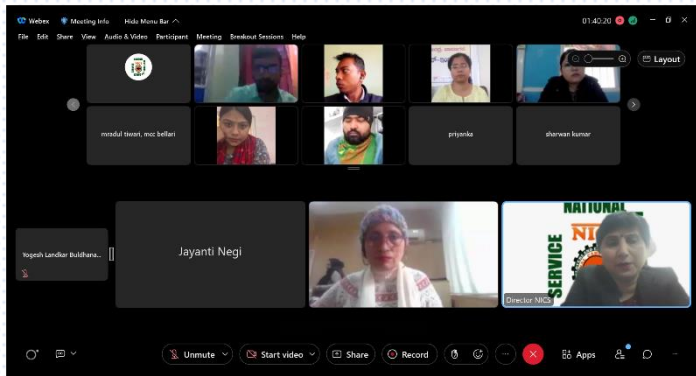 Webex Meeting Info Hide Menu Bar 01:40:20
File Edit Share View Audio & Video Participant Meeting Breakout Sessions Help
Layout
mradul tiwari, mcc bellari
priyanka
sharwan kumar
Yogesh Landkar Buldhana...
Jayanti Negi
NATIONAL
SERVICE
NI
Director NICS
Unmute Start video Share Record Apps